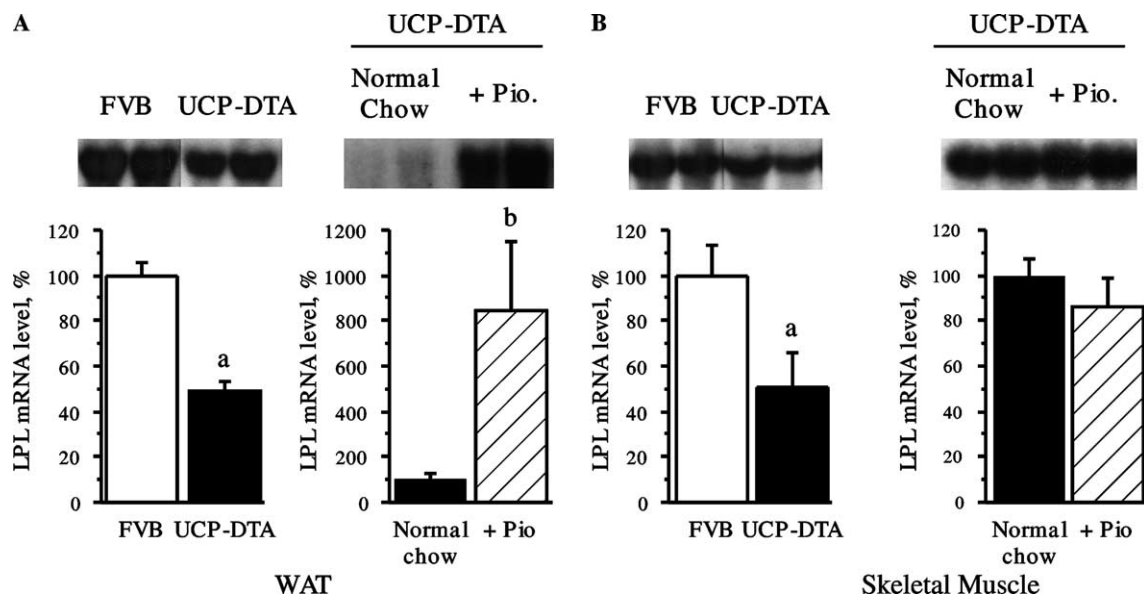 A
UCP-DTA
FVB UCP-DTA
Normal
Chow
+ Pio.
LPL mRNA level, %
120
100
80
60
40
20
0
FVB UCP-DTA
a
LPL mRNA level, %
1200
1000
800
600
400
200
0
b
Normal
chow
+ Pio
WAT
B
UCP-DTA
FVB UCP-DTA
Normal
Chow
+ Pio.
LPL mRNA level, %
120
100
80
60
40
20
0
a
FVB UCP-DTA
LPL mRNA level, %
120
100
80
60
40
20
0
Normal
chow
+ Pio
Skeletal Muscle